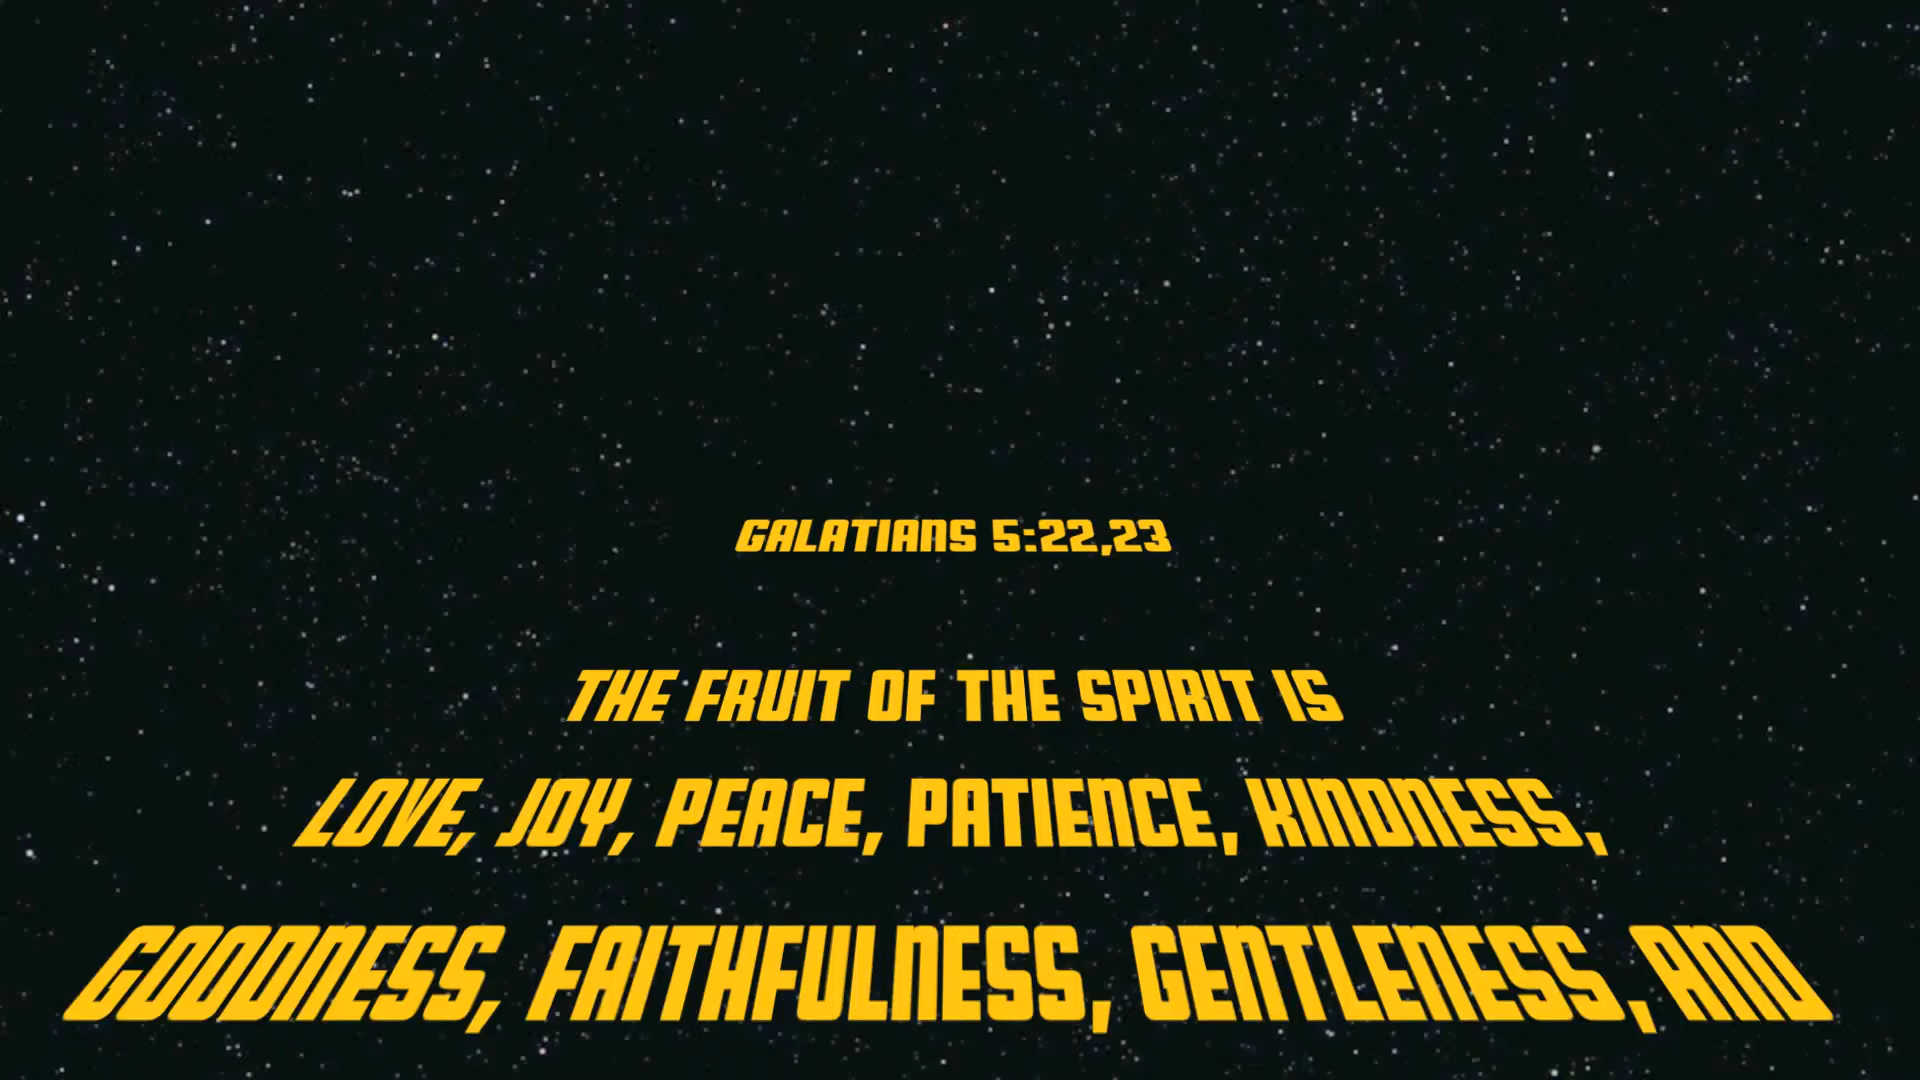 GALATIANS 5:22,23
THE FRUIT OF THE SPIRIT IS
LOVE, JOY, PEACE, PATIENCE, KINDNESS,
GOODNESS, FAITHFULNESS, GENTLENESS, AND